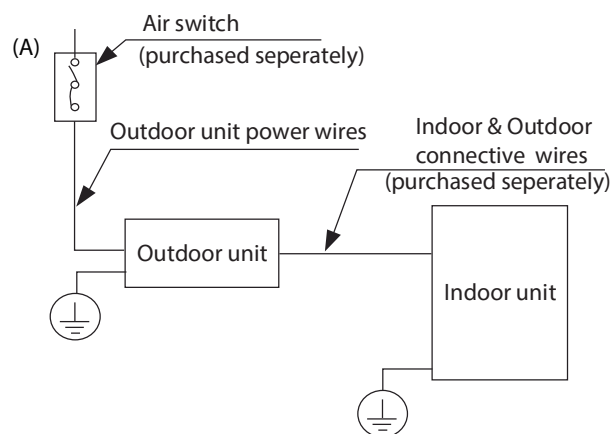 (A)
Air switch
(purchased seperately)
Outdoor unit power wires
Indoor & Outdoor
connective wires
(purchased seperately)
Outdoor unit
Indoor unit